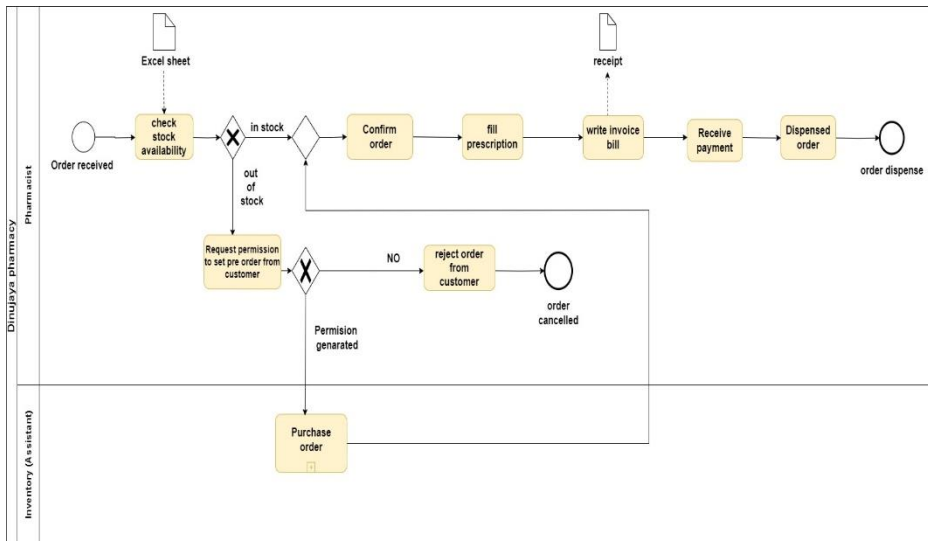 Dinujaya pharmacy
Pharmacist
Excel sheet
receipt
Order received
check
stock
availability
in stock
Confirm
order
fill
prescription
write invoice
bill
Receive
payment
Dispensed
order
order dispense
out
of
stock
Request permission
to set pre order from
customer
NO
reject order
from
customer
order
cancelled
Permision
genarated
Inventory (Assistant)
Purchase
order